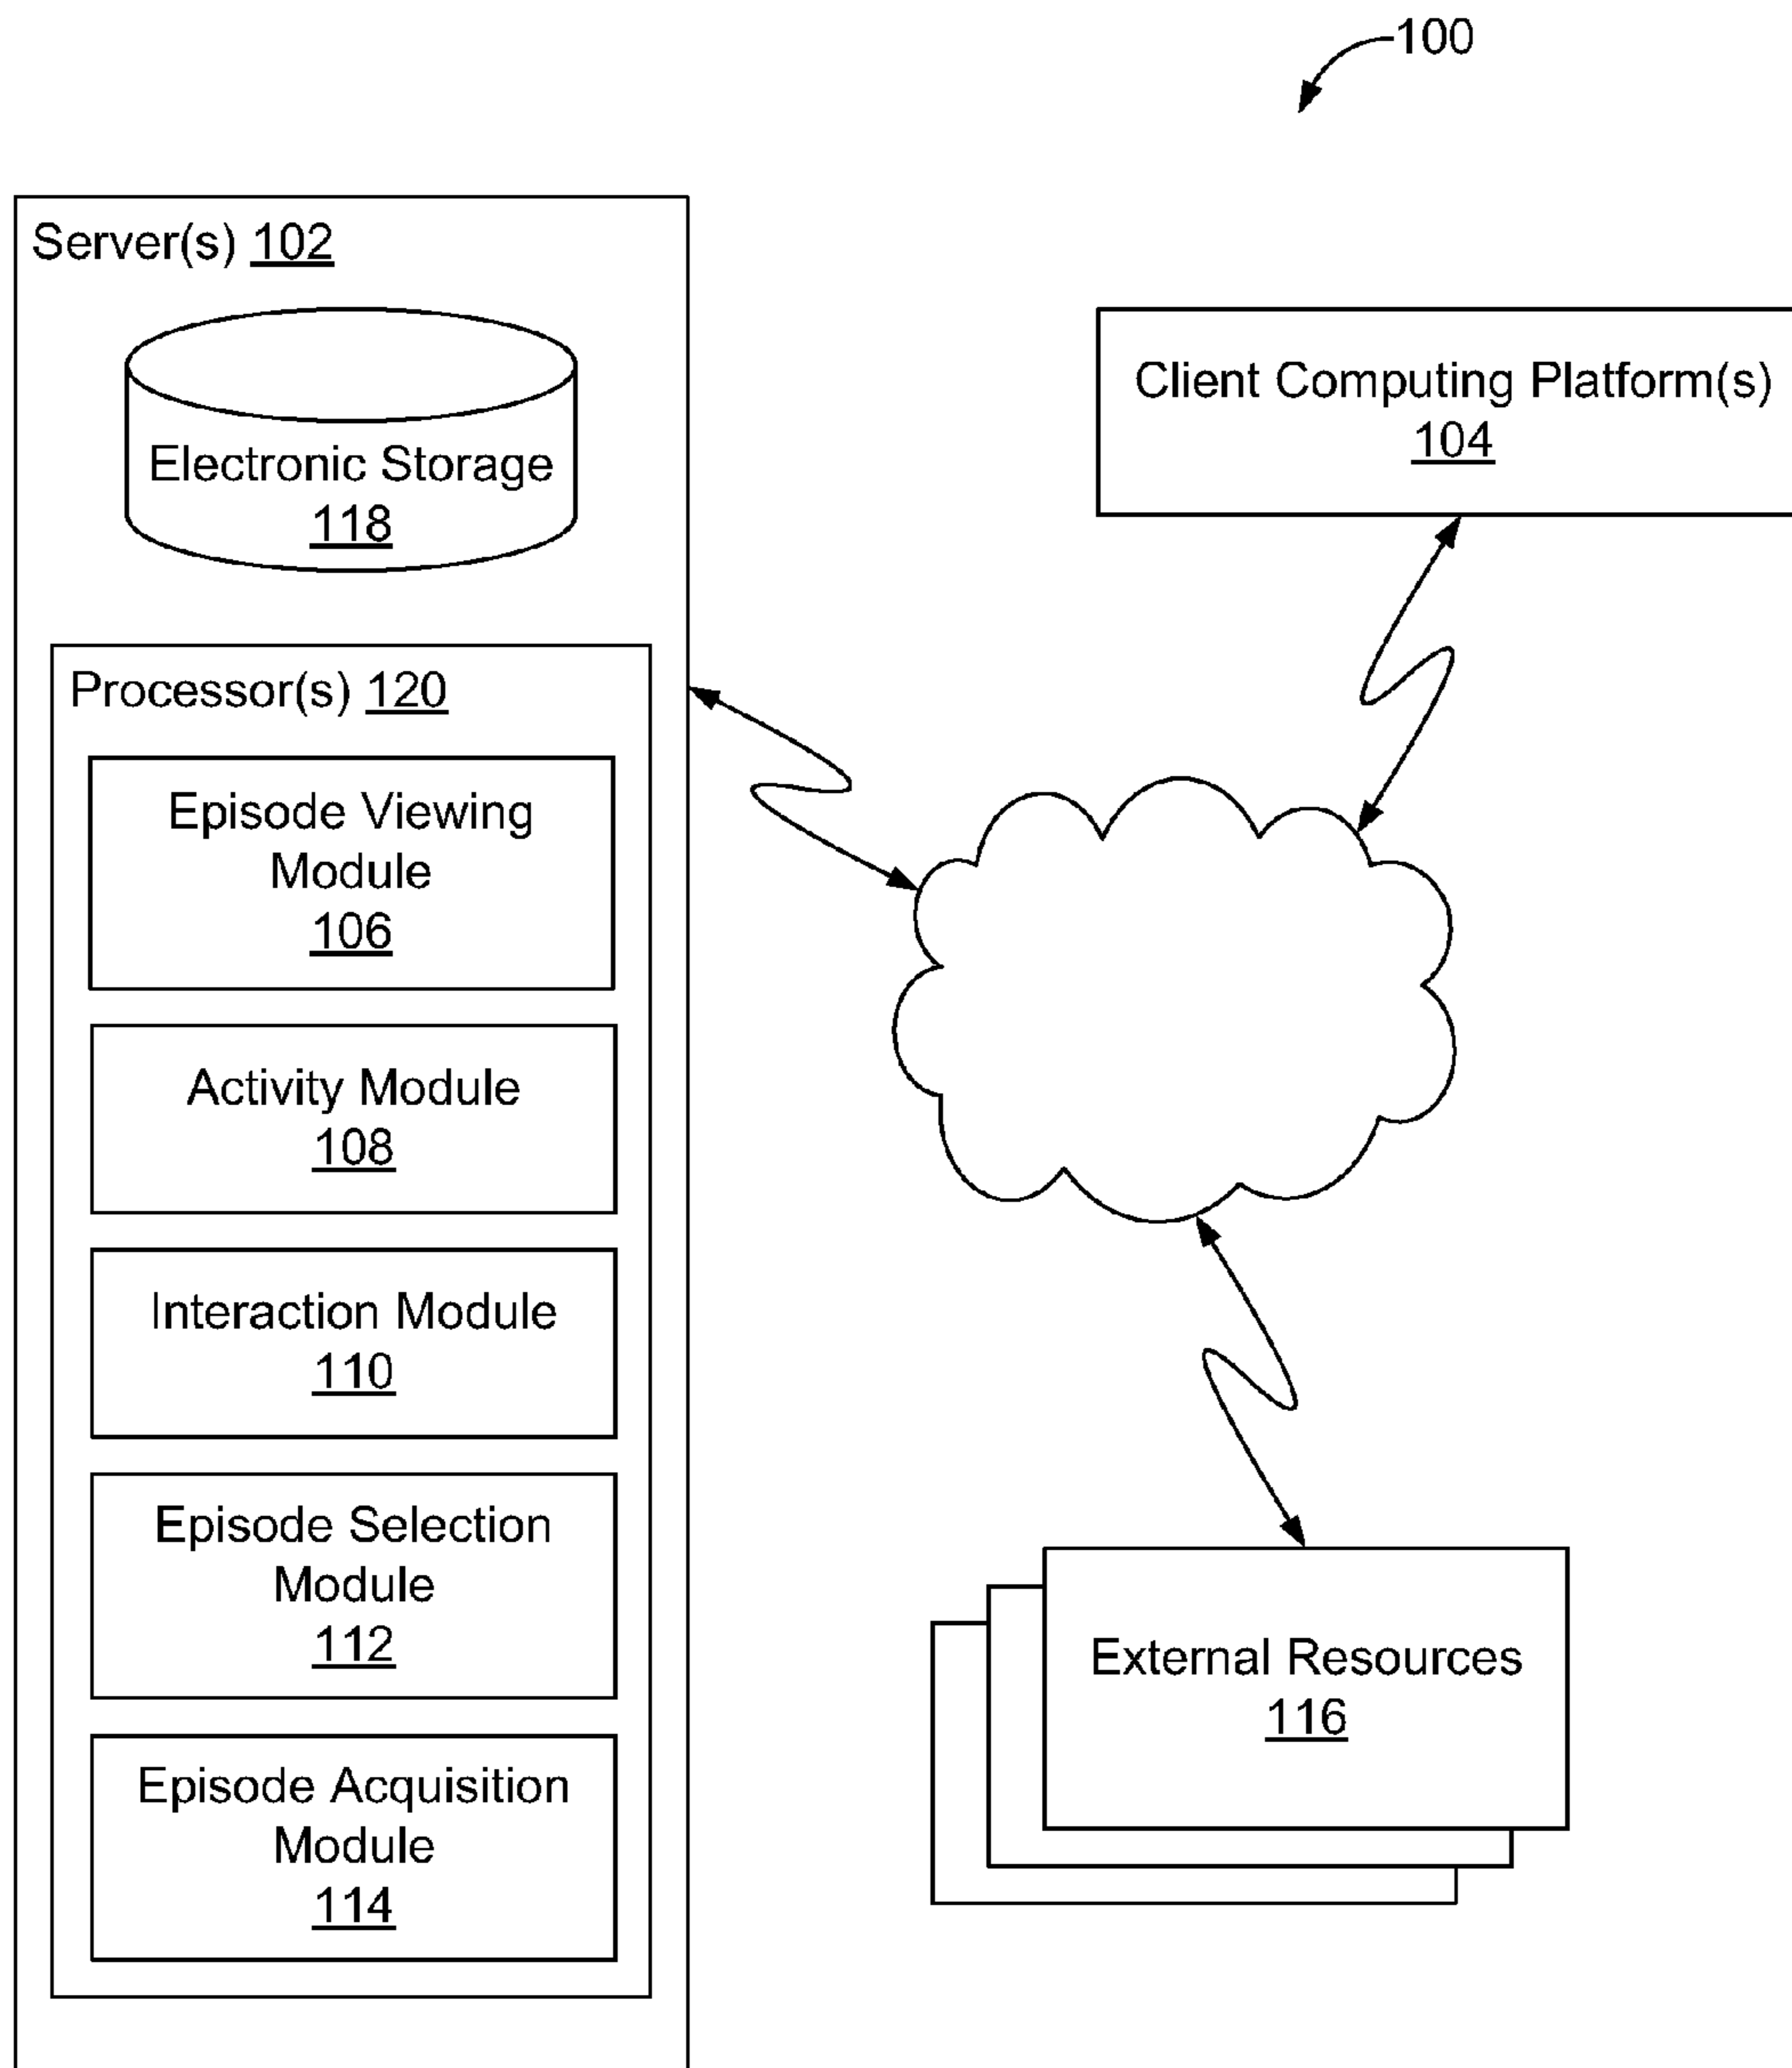 100
Server(s) 102
Electronic Storage
118
Processor(s) 120
Episode Viewing
Module
106
Activity Module
108
Interaction Module
110
Episode Selection
Module
112
Episode Acquisition
Module
114
Client Computing Platform(s)
104
External Resources
116